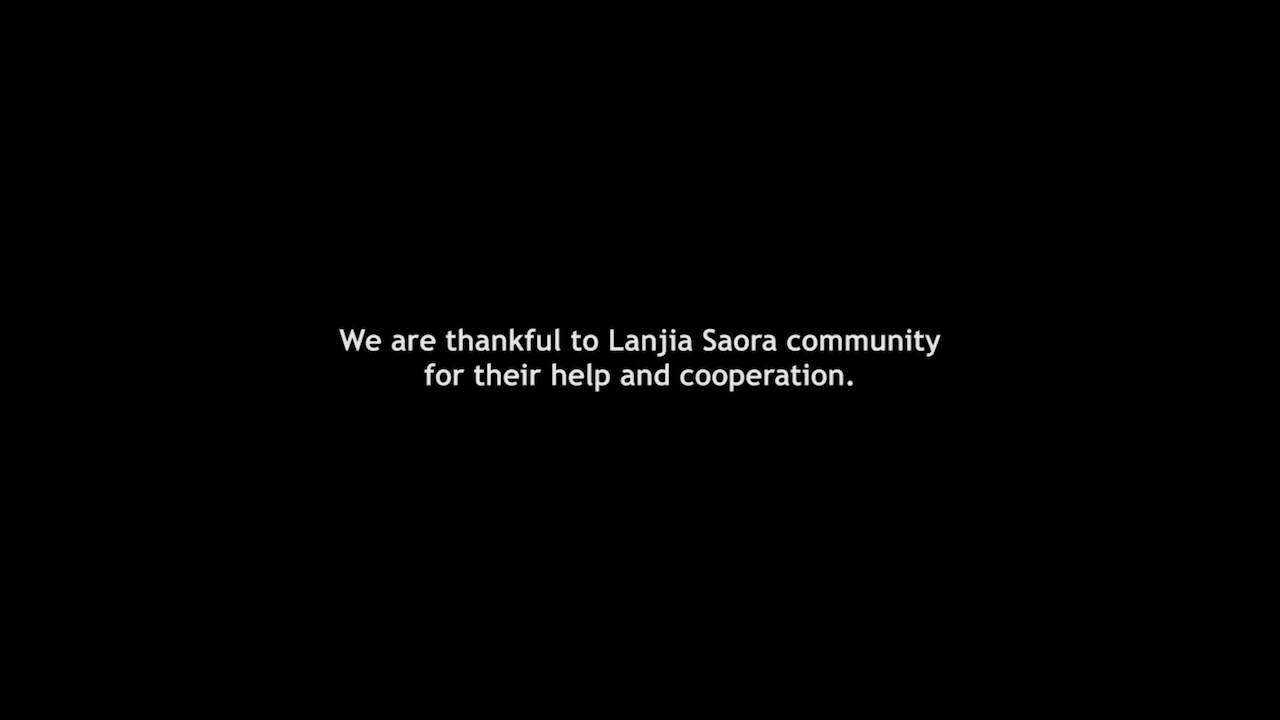 We are thankful to Lanjia Saora community
for their help and cooperation.